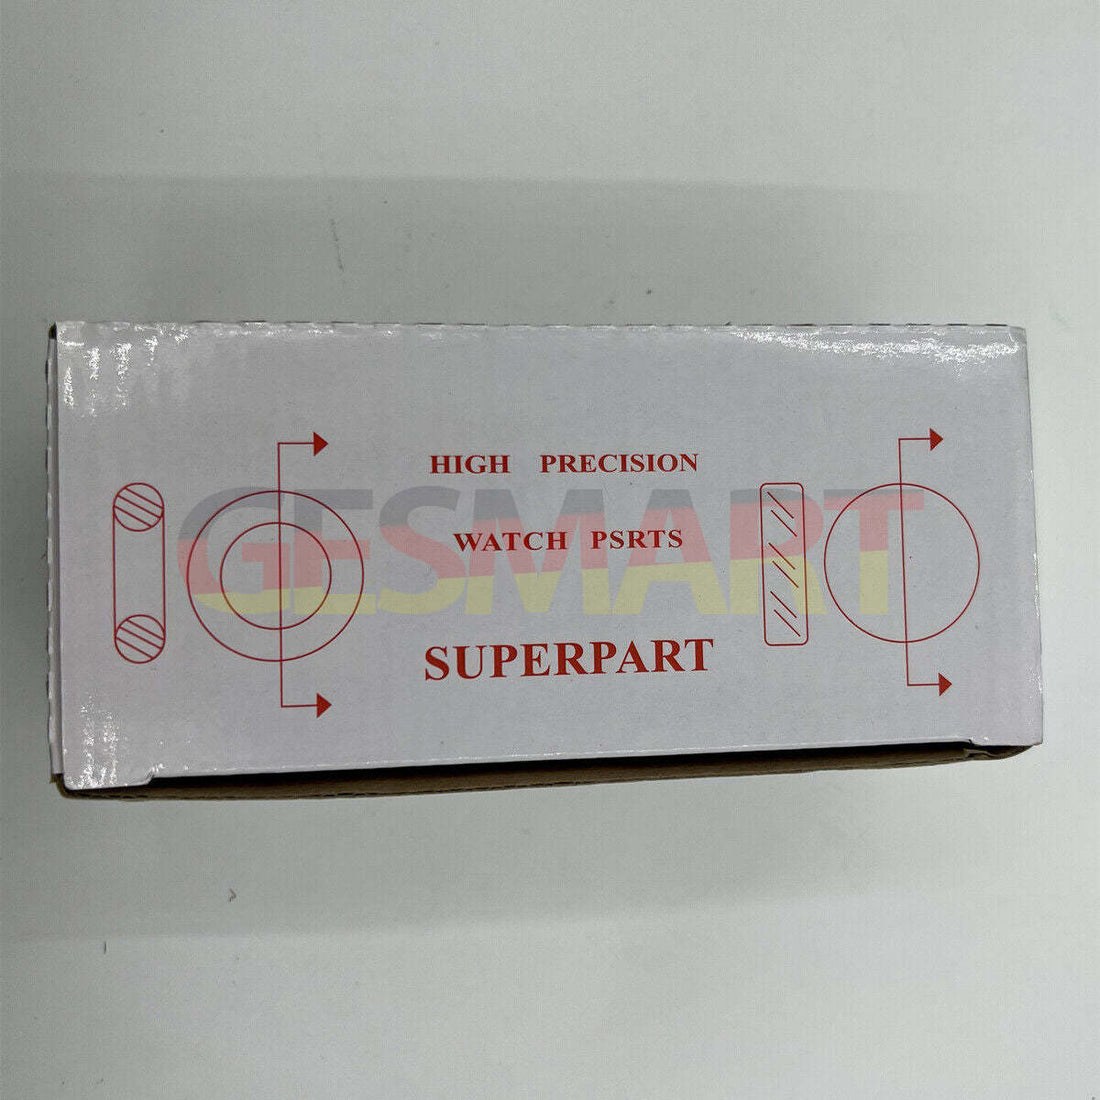 HIGH PRECISION
WATCH PSRTS
SUPERPART
GESMART